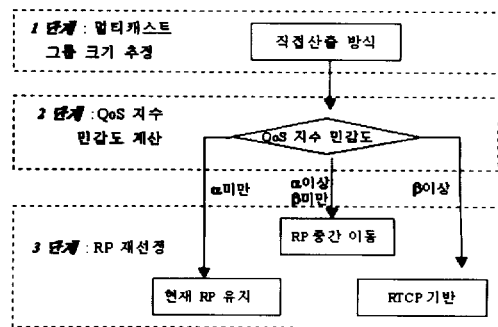 1 단계 : 멀티캐스트
그룹 크기 추정
직접산출 방식
2 단계 : QoS 지수
민감도 계산
QoS 지수 민감도
α미만
α이상
β미만
β이상
3 단계 : RP 재선정
RP 중간 이동
현재 RP 유지
RTCP 기반